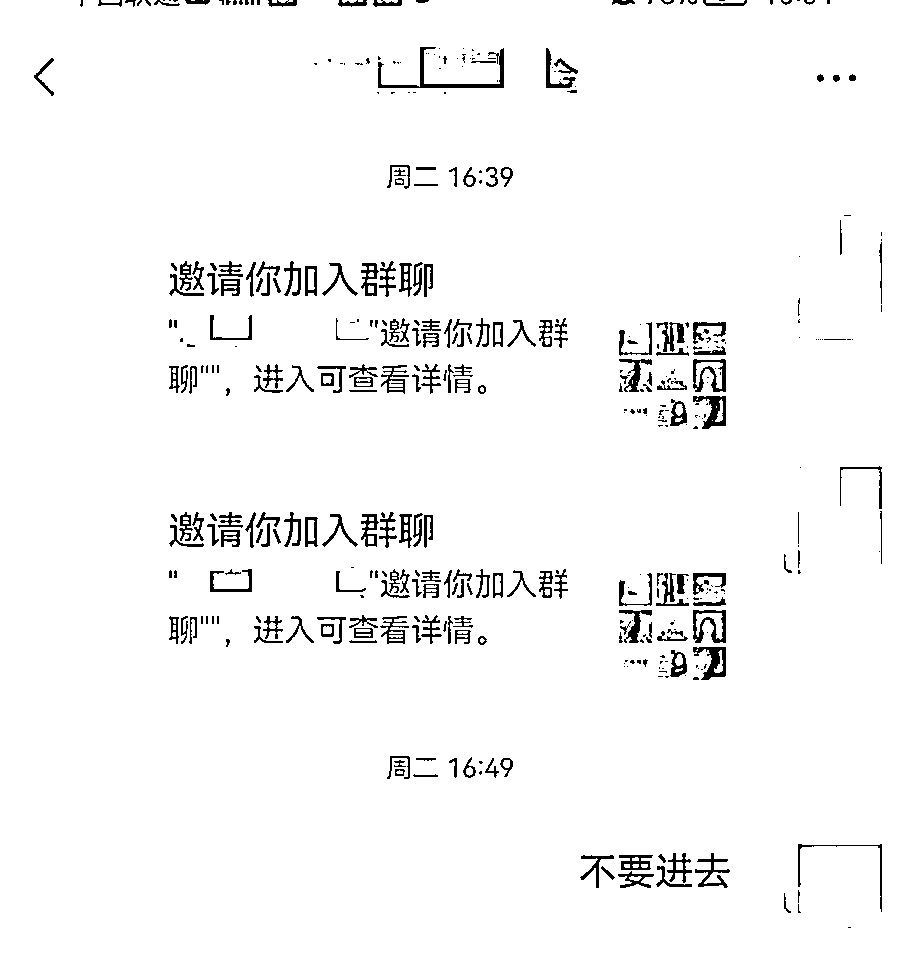 周二 16:39
邀请你加入群聊
"邀请你加入群
聊""，进入可查看详情。
邀请你加入群聊
"邀请你加入群
聊""，进入可查看详情。
周二 16:49
不要进去